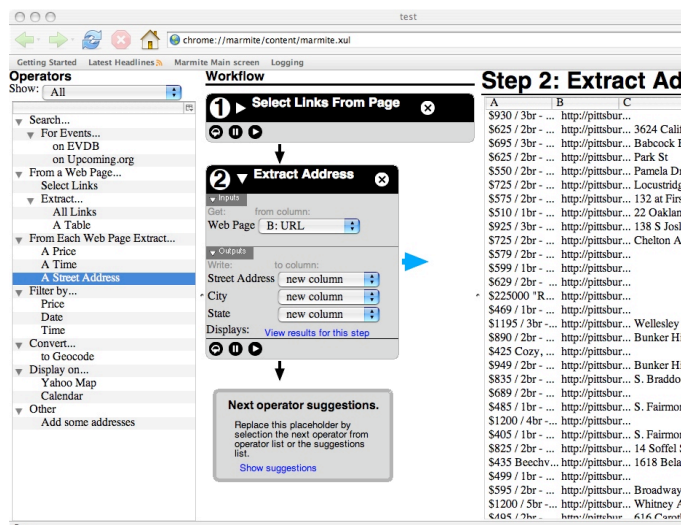 test
chrome://marmite/content/marmite.xul
Getting Started Latest Headlines Marmite Main screen Logging
Operators
Show: All
Search...
For Events...
on EVDB
on Upcoming.org
From a Web Page...
Select Links
Extract...
All Links
A Table
From Each Web Page Extract...
A Price
A Time
A Street Address
Filter by...
Price
Date
Time
Convert...
to Geocode
Display on...
Yahoo Map
Calendar
Other
Add some addresses
Workflow
1 Select Links From Page
2 Extract Address
Inputs
Get: from column:
Web Page B: URL
Outputs
Write: to column:
Street Address new column
City new column
State new column
Displays: View results for this step
Next operator suggestions.
Replace this placeholder by
selection the next operator from
operator list or the suggestions
list.
Show suggestions
Step 2: Extract Ad
A B C
$930 / 3br - ... http://pittsbur...
$625 / 2br - ... http://pittsbur... 3624 Calif
$695 / 3br - ... http://pittsbur... Babcock
$625 / 2br - ... http://pittsbur... Park St
$550 / 2br - ... http://pittsbur... Pamela Dr
$725 / 2br - ... http://pittsbur... Locustridg
$575 / 2br - ... http://pittsbur... 132 at Firs
$510 / 1br - ... http://pittsbur... 22 Oaklan
$925 / 3br - ... http://pittsbur... 138 S Josl
$725 / 2br - ... http://pittsbur... Chelton A
$579 / 2br - ... http://pittsbur...
$599 / 1br - ... http://pittsbur...
$629 / 2br - ... http://pittsbur...
$225000 "R... http://pittsbur...
$469 / 1br - ... http://pittsbur...
$1195 / 3br -... http://pittsbur... Wellesley
$890 / 2br - ... http://pittsbur... Bunker Hi
$425 Cozy, ... http://pittsbur...
$949 / 2br - ... http://pittsbur... Bunker Hi
$835 / 2br - ... http://pittsbur... S. Braddo
$689 / 2br - ... http://pittsbur...
$485 / 1br - ... http://pittsbur... S. Fairmon
$1200 / 4br -... http://pittsbur...
$405 / 1br - ... http://pittsbur... S. Fairmon
$825 / 2br - ... http://pittsbur... 14 Soffel
$435 Beechv... http://pittsbur... 1618 Bela
$499 / 1br - ... http://pittsbur...
$595 / 2br - ... http://pittsbur... Broadway
$1200 / 5br -... http://pittsbur... Whitney A
$495 / 2br - ... http://pittsbur... 616